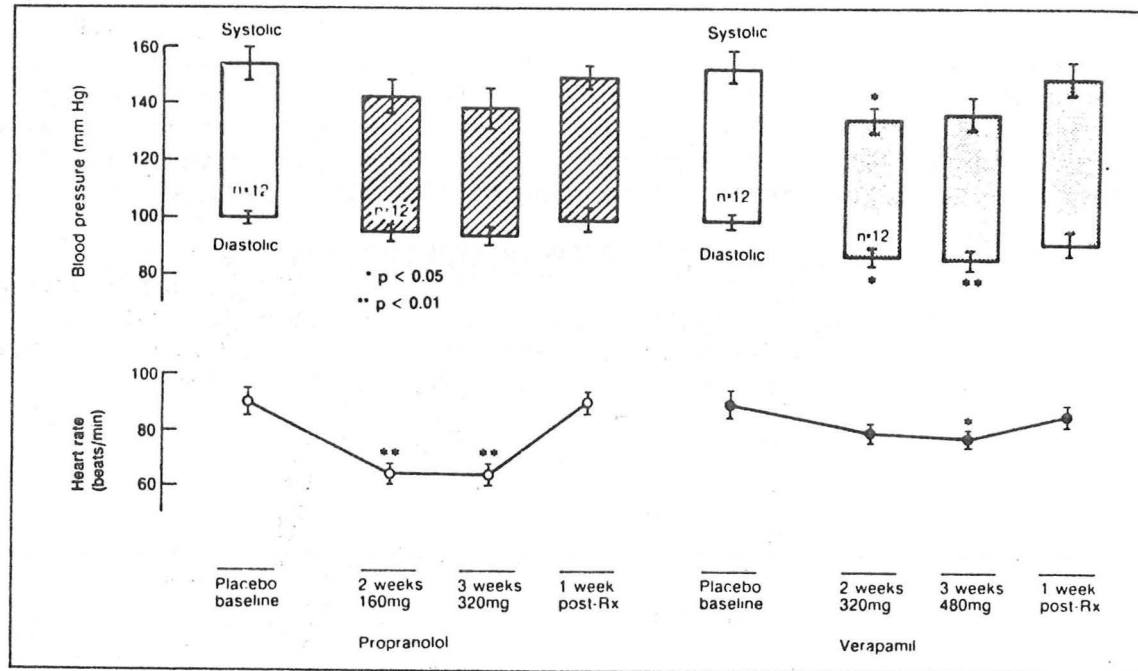 Systolic
Systolic
160
140
120
100
80
Blood pressure (mm Hg)
n=12
n=12
n=12
n=12
Diastolic
Diastolic
*
*
**
* p < 0.05
** p < 0.01
100
80
60
Heart rate
(beats/min)
**
**
*
Placebo
baseline
2 weeks
160mg
3 weeks
320mg
1 week
post-Rx
Placebo
baseline
2 weeks
320mg
3 weeks
480mg
1 week
post-Rx
Propranolol
Verapamil